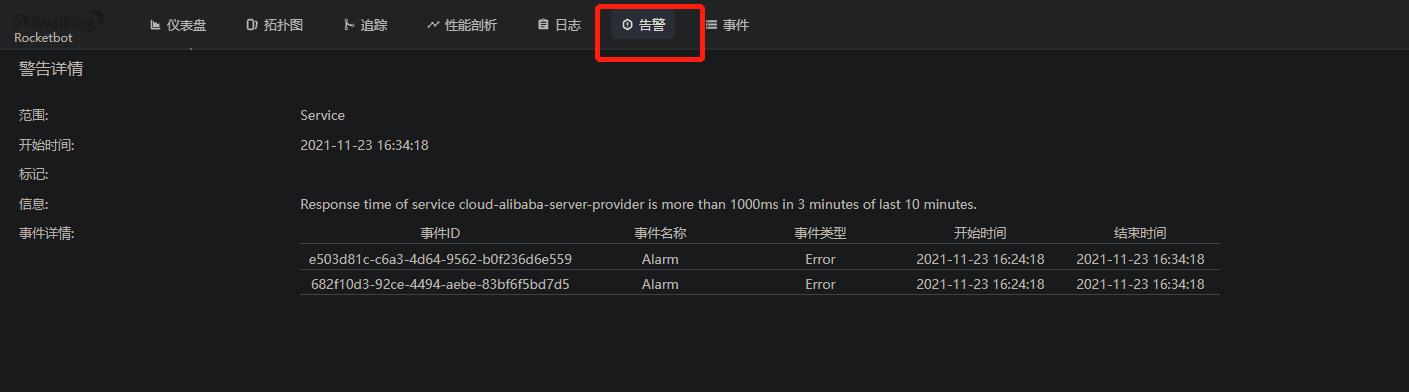 Skywalking
Rocketbot
仪表盘 拓扑图 追踪 性能剖析 日志 告警 事件
警告详情
范围: Service
开始时间: 2021-11-23 16:34:18
标记:
信息: Response time of service cloud-alibaba-server-provider is more than 1000ms in 3 minutes of last 10 minutes.
事件详情: 事件ID 事件名称 事件类型 开始时间 结束时间
e503d81c-c6a3-4d64-9562-b0f236d6e559 Alarm Error 2021-11-23 16:24:18 2021-11-23 16:34:18
682f10d3-92ce-4494-aebe-83bf6f5bd7d5 Alarm Error 2021-11-23 16:24:18 2021-11-23 16:34:18